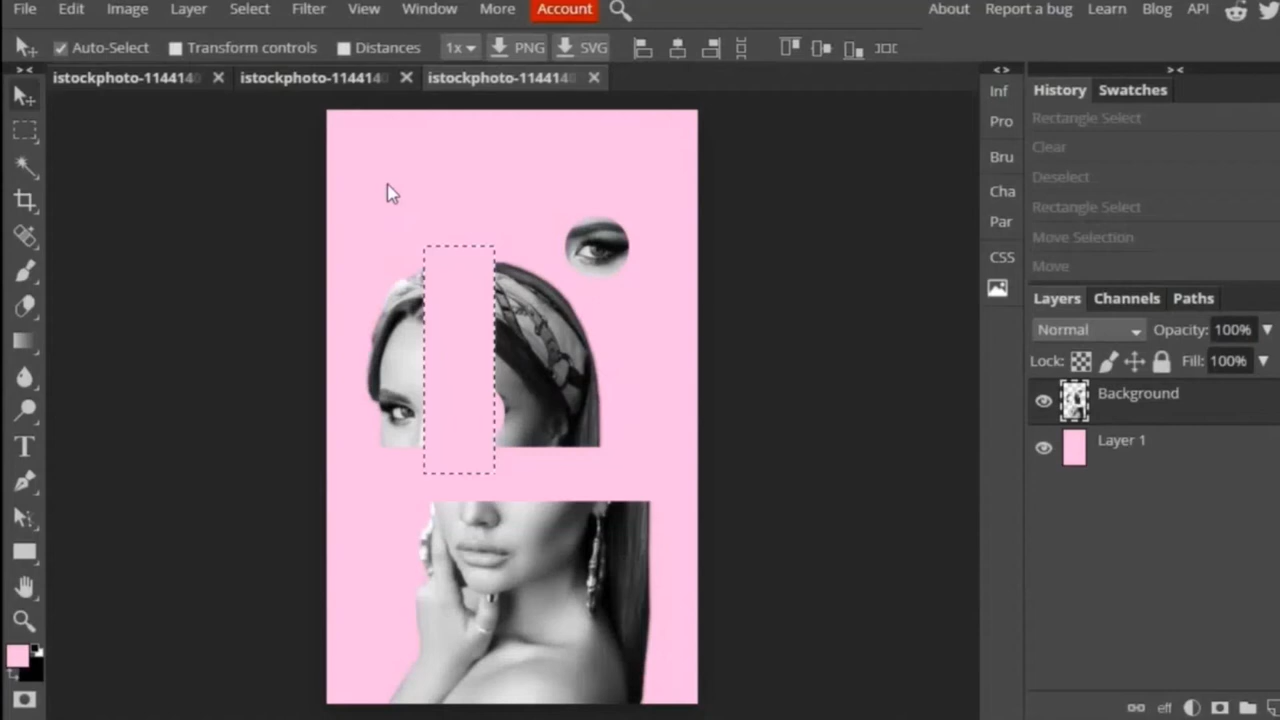 File Edit Image Layer Select Filter View Window More Account About Report a bug Learn Blog API
Auto-Select Transform controls Distances 1x PNG SVG
istockphoto-1144140 istockphoto-11441 istockphoto-1144148
Inf
Pro
Bru
Cha
Par
CSS
History Swatches
Rectangle Select
Clear
Deselect
Rectangle Select
Move Selection
Move
Layers Channels Paths
Normal Opacity: 100%
Lock: Fill: 100%
Background
Layer 1
eff